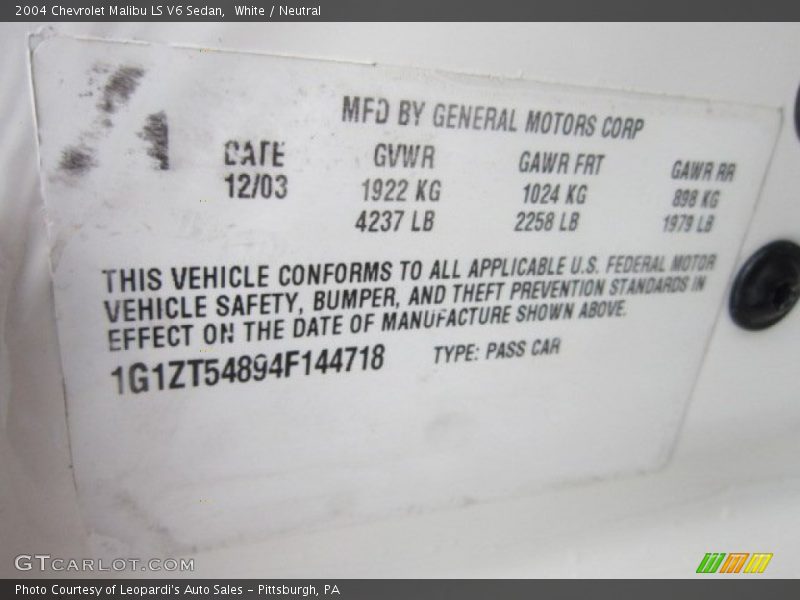 2004 Chevrolet Malibu LS V6 Sedan, White / Neutral
MFD BY GENERAL MOTORS CORP
DATE GVWR GAWR FRT GAWR RR
12/03 1922 KG 1024 KG 898 KG
4237 LB 2258 LB 1979 LB
THIS VEHICLE CONFORMS TO ALL APPLICABLE U.S. FEDERAL MOTOR
VEHICLE SAFETY, BUMPER, AND THEFT PREVENTION STANDARDS IN
EFFECT ON THE DATE OF MANUFACTURE SHOWN ABOVE.
1G1ZT54894F144718 TYPE: PASS CAR
GTCARLOT.COM
Photo Courtesy of Leopardi's Auto Sales - Pittsburgh, PA